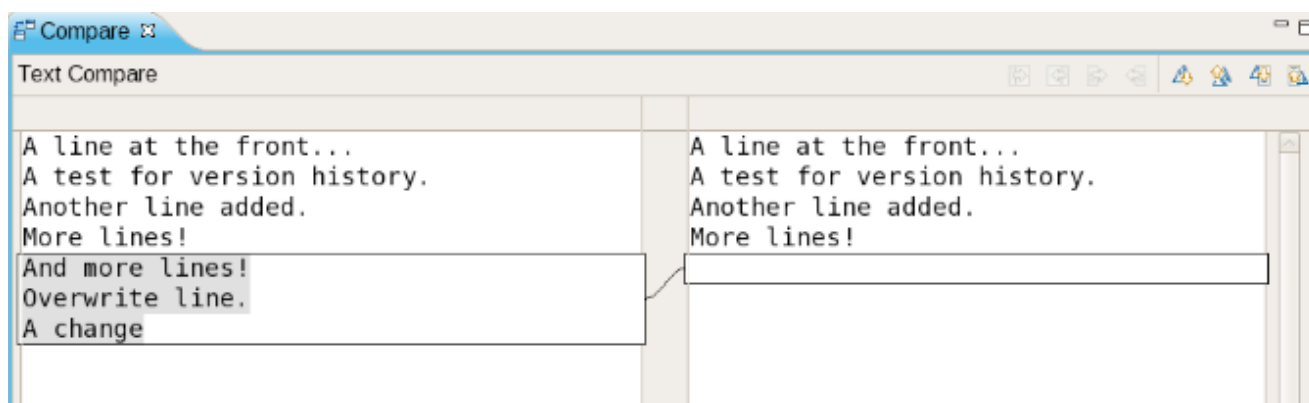 Compare
Text Compare
A line at the front...
A test for version history.
Another line added.
More lines!
And more lines!
Overwrite line.
A change
A line at the front...
A test for version history.
Another line added.
More lines!